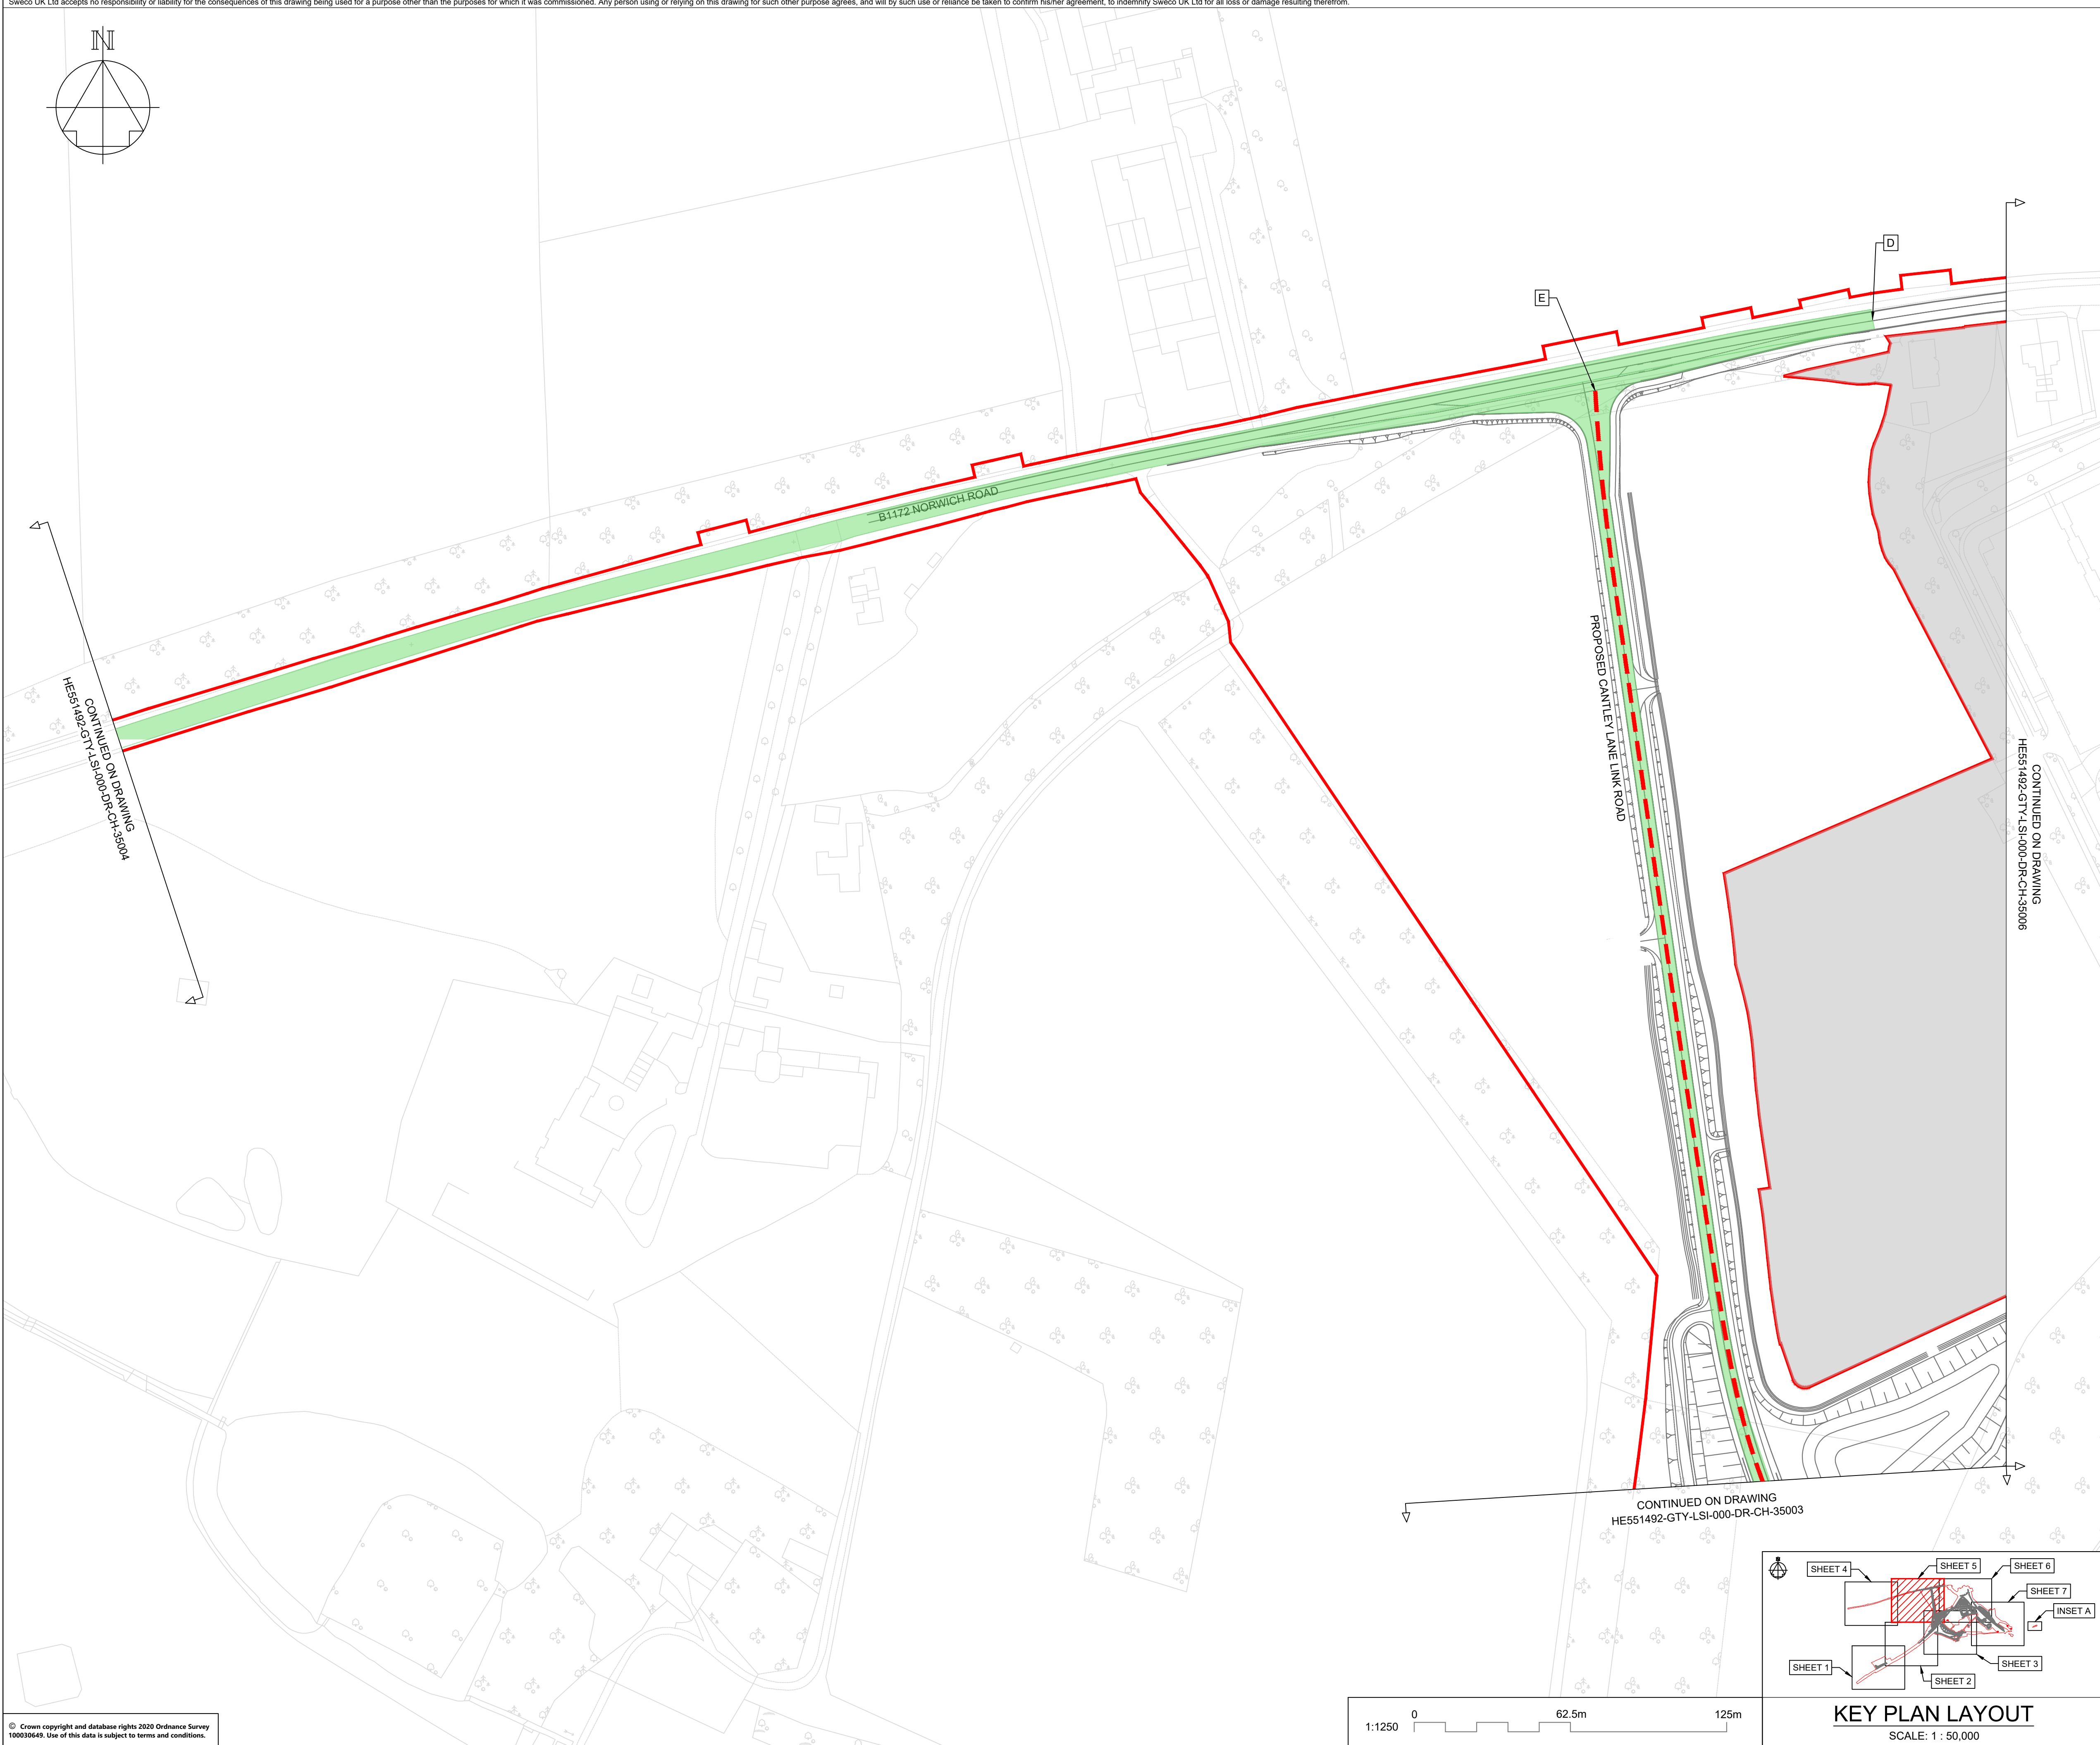 Sweco UK Ltd accepts no responsibility or liability for the consequences of this drawing being used for a purpose other than the purposes for which it was commissioned. Any person using or relying on this drawing for such other purpose agrees, and will by such use or reliance be taken to confirm his/her agreement, to indemnify Sweco UK Ltd for all loss or damage resulting therefrom.
N
D
E
B1172 NORWICH ROAD
PROPOSED CANTLEY LANE LINK ROAD
CONTINUED ON DRAWING
HE551492-GTY-LSI-000-DR-CH-35004
CONTINUED ON DRAWING
HE551492-GTY-LSI-000-DR-CH-35006
CONTINUED ON DRAWING
HE551492-GTY-LSI-000-DR-CH-35003
SHEET 4
SHEET 5
SHEET 6
SHEET 7
INSET A
SHEET 1
SHEET 3
SHEET 2
KEY PLAN LAYOUT
SCALE: 1 : 50,000
1:1250
0
62.5m
125m
© Crown copyright and database rights 2020 Ordnance Survey
100030649. Use of this data is subject to terms and conditions.